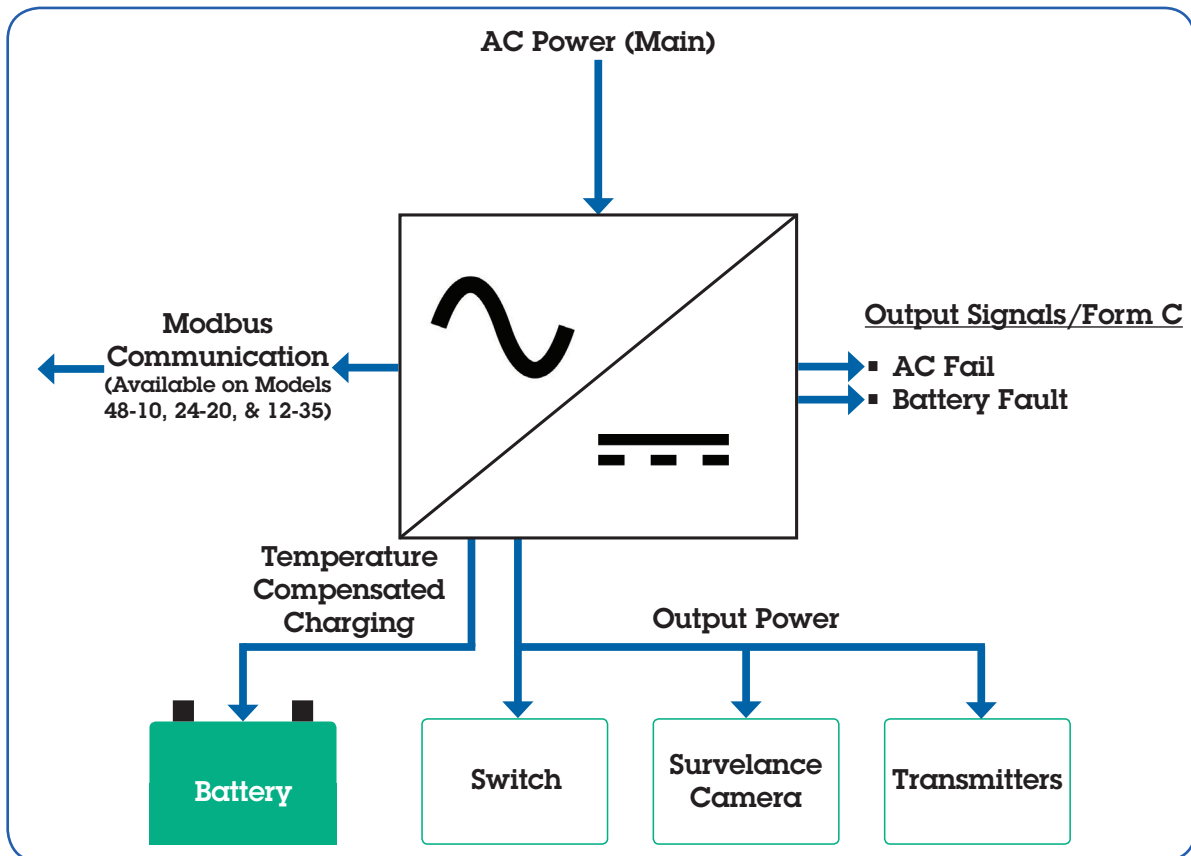 AC Power (Main)
Modbus
Communication
(Available on Models
48-10, 24-20, & 12-35)
Output Signals/Form C
▪ AC Fail
▪ Battery Fault
Temperature
Compensated
Charging
Output Power
Battery
Switch
Survelance
Camera
Transmitters